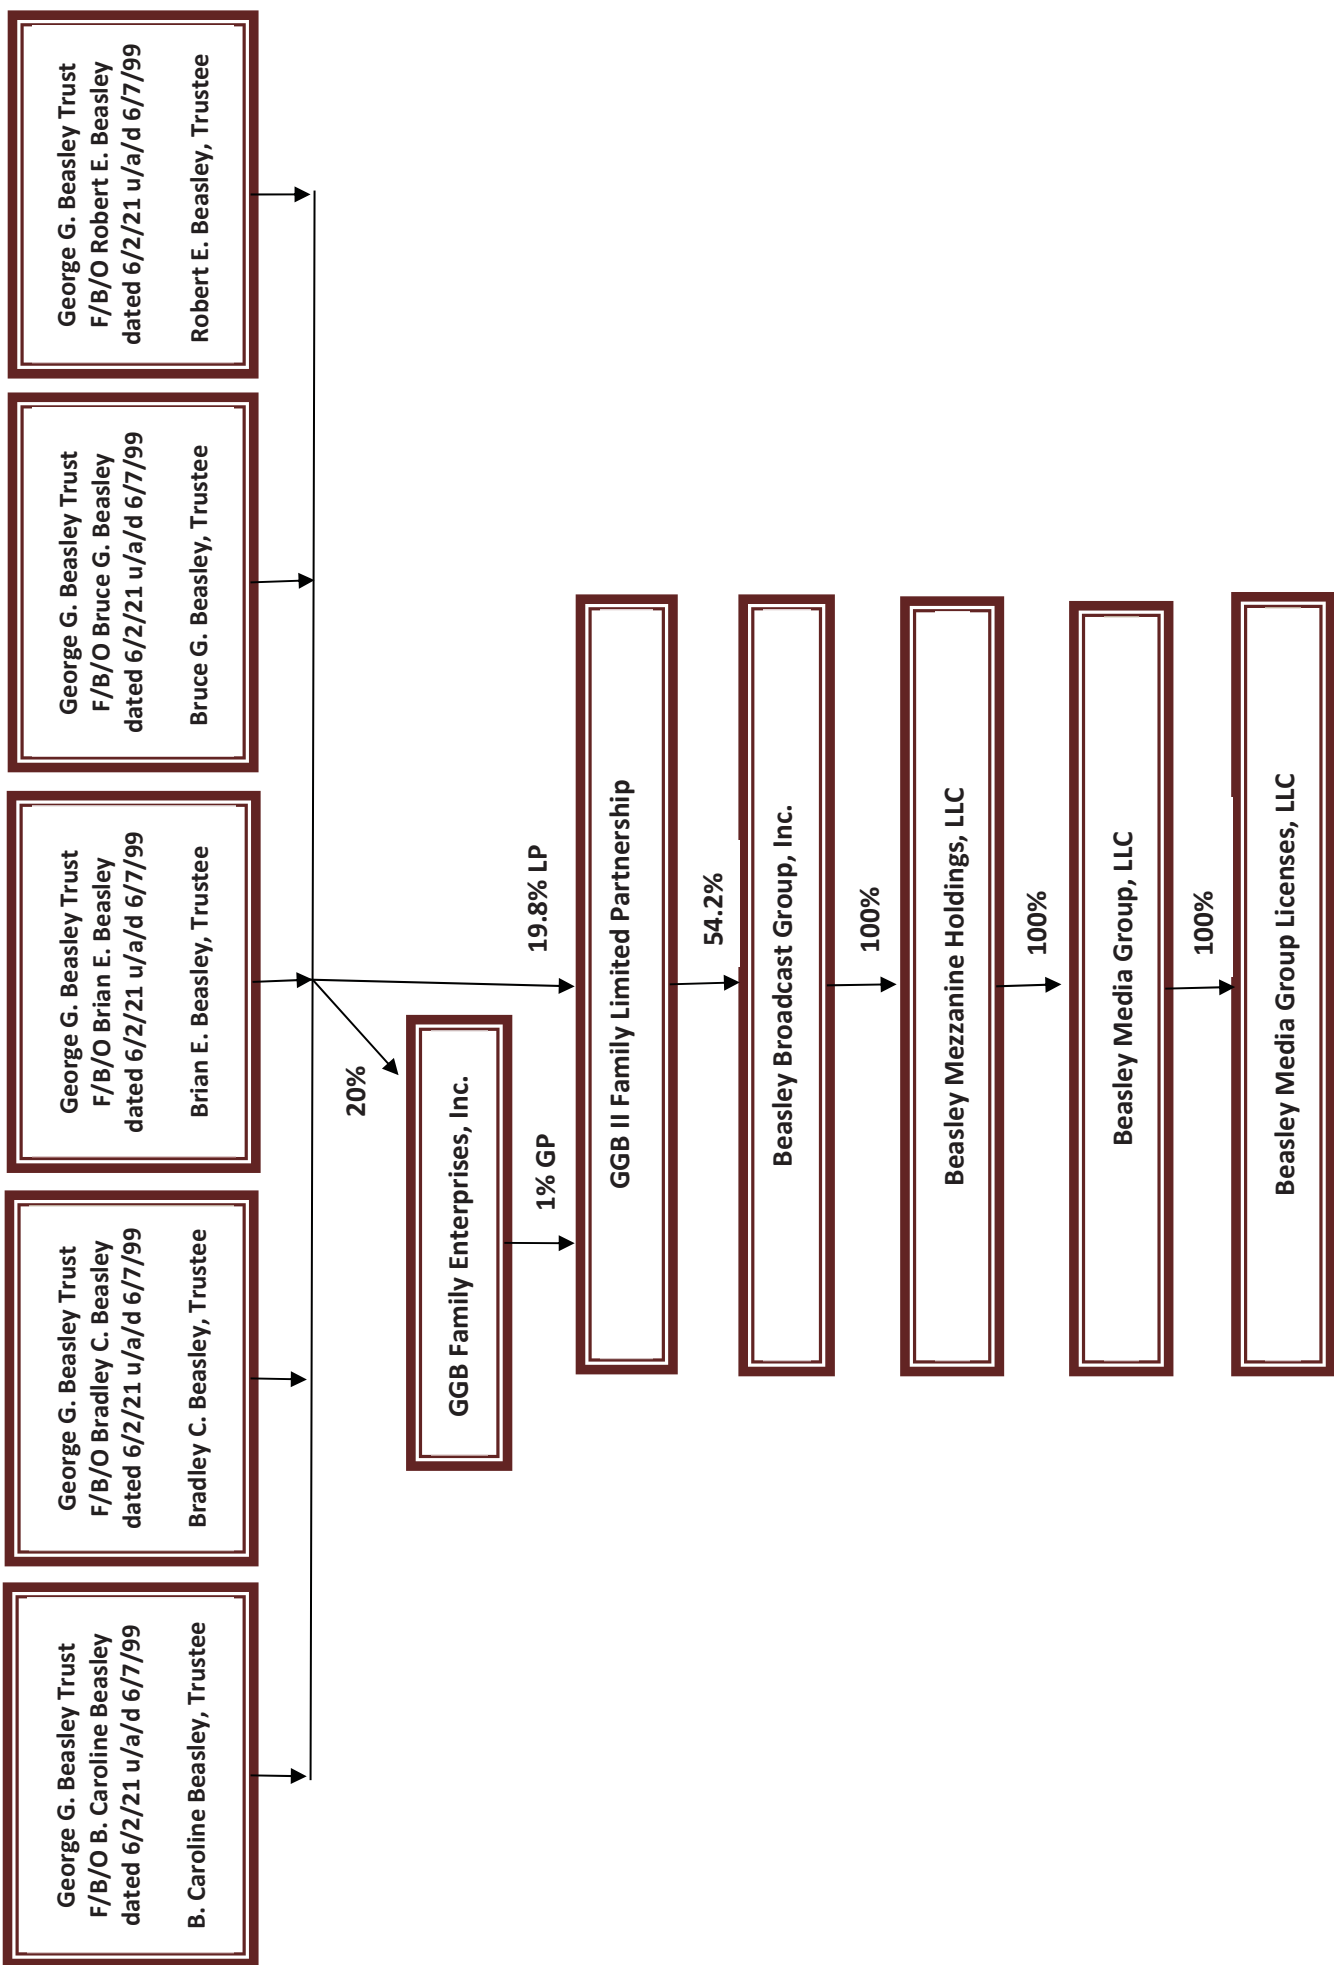 George G. Beasley Trust
F/B/O B. Caroline Beasley
dated 6/2/21 u/a/d 6/7/99
B. Caroline Beasley, Trustee
George G. Beasley Trust
F/B/O Bradley C. Beasley
dated 6/2/21 u/a/d 6/7/99
Bradley C. Beasley, Trustee
George G. Beasley Trust
F/B/O Brian E. Beasley
dated 6/2/21 u/a/d 6/7/99
Brian E. Beasley, Trustee
George G. Beasley Trust
F/B/O Bruce G. Beasley
dated 6/2/21 u/a/d 6/7/99
Bruce G. Beasley, Trustee
George G. Beasley Trust
F/B/O Robert E. Beasley
dated 6/2/21 u/a/d 6/7/99
Robert E. Beasley, Trustee
20%
GGB Family Enterprises, Inc.
1% GP
19.8% LP
GGB II Family Limited Partnership
54.2%
Beasley Broadcast Group, Inc.
100%
Beasley Mezzanine Holdings, LLC
100%
Beasley Media Group, LLC
100%
Beasley Media Group Licenses, LLC